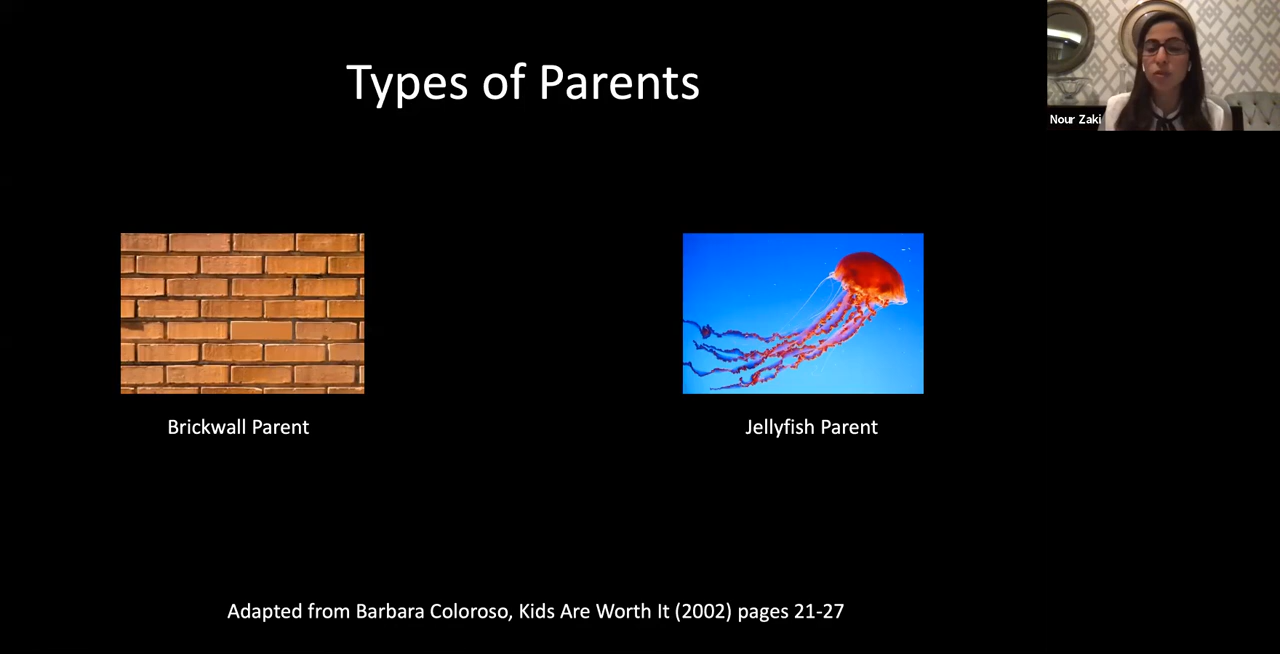 Types of Parents
Nour Zaki
Brickwall Parent
Jellyfish Parent
Adapted from Barbara Coloroso, Kids Are Worth It (2002) pages 21-27